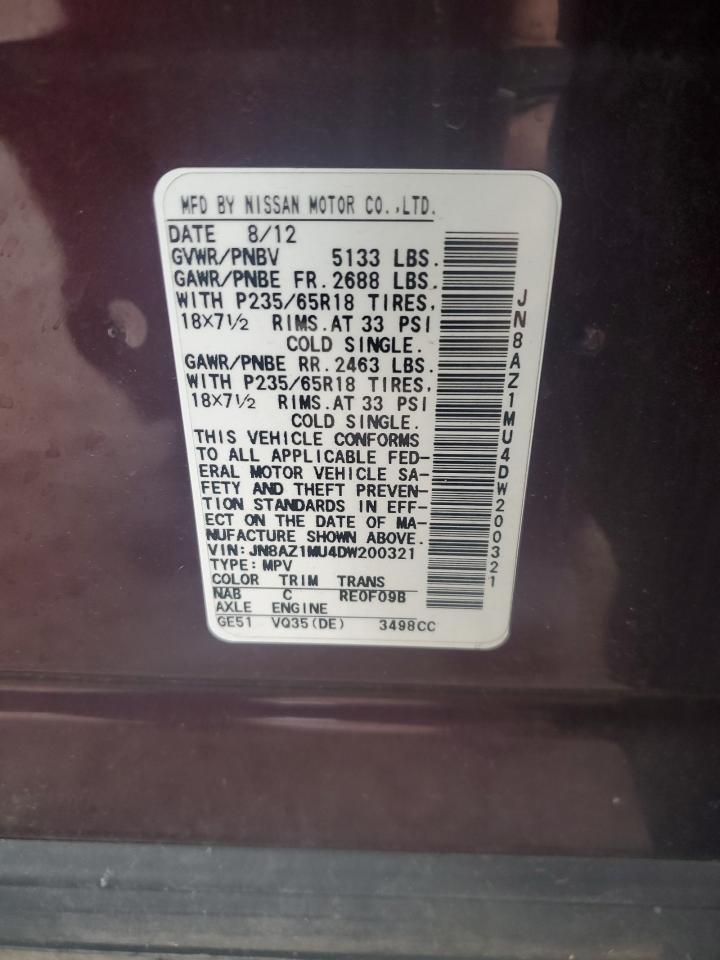 MFD BY NISSAN MOTOR CO.,LTD.
DATE 8/12
GVWR/PNBV 5133 LBS.
GAWR/PNBE FR.2688 LBS.
WITH P235/65R18 TIRES,
18×7½ RIMS.AT 33 PSI
COLD SINGLE.
GAWR/PNBE RR.2463 LBS.
WITH P235/65R18 TIRES,
18×7½ RIMS.AT 33 PSI
COLD SINGLE.
THIS VEHICLE CONFORMS
TO ALL APPLICABLE FED-
ERAL MOTOR VEHICLE SA-
FETY AND THEFT PREVEN-
TION STANDARDS IN EFF-
ECT ON THE DATE OF MA-
NUFACTURE SHOWN ABOVE.
VIN: JN8AZ1MU4DW200321
TYPE: MPV
COLOR TRIM TRANS
NAB C RE0F09B
AXLE ENGINE
GE51 VQ35(DE) 3498CC
JN8AZ1MU4DW200321